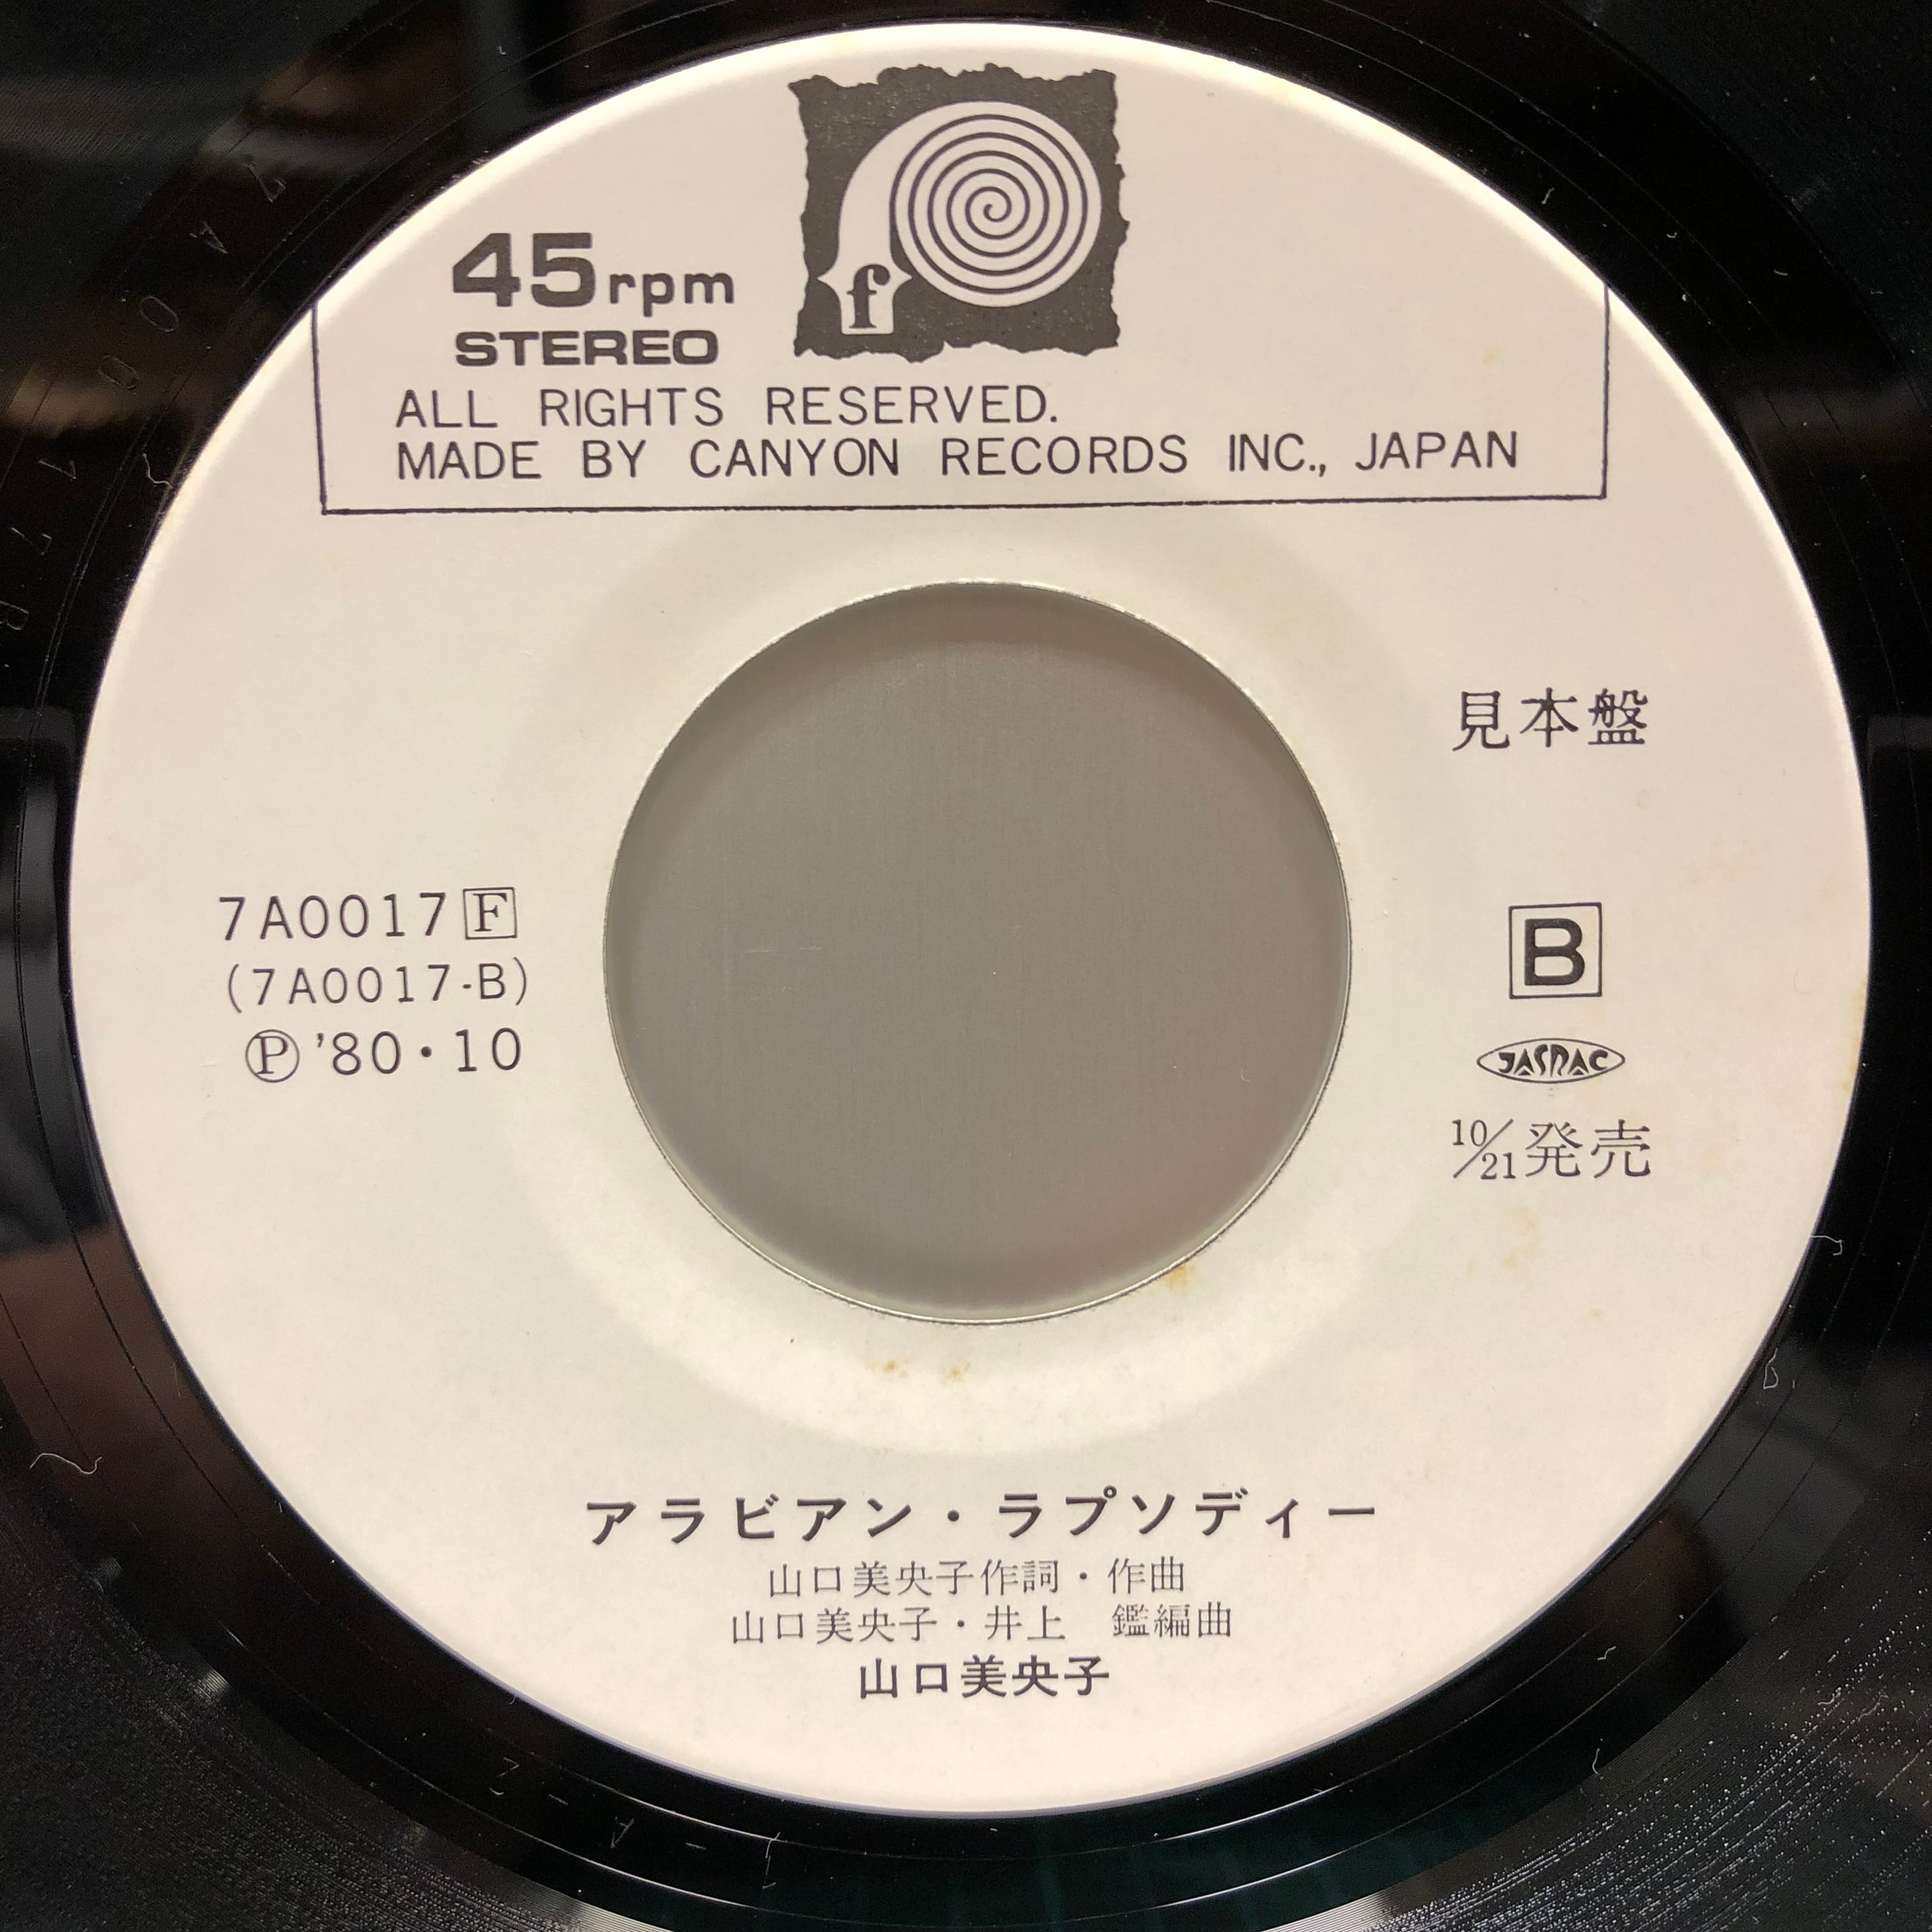 f
45rpm
STEREO
ALL RIGHTS RESERVED.
MADE BY CANYON RECORDS INC., JAPAN
見本盤
7A0017 F
(7A0017-B)
Ⓟ '80・10
B
JASRAC
10/21発売
アラビアン・ラプソディー
山口美央子作詞・作曲
山口美央子・井上 鑑編曲
山口美央子